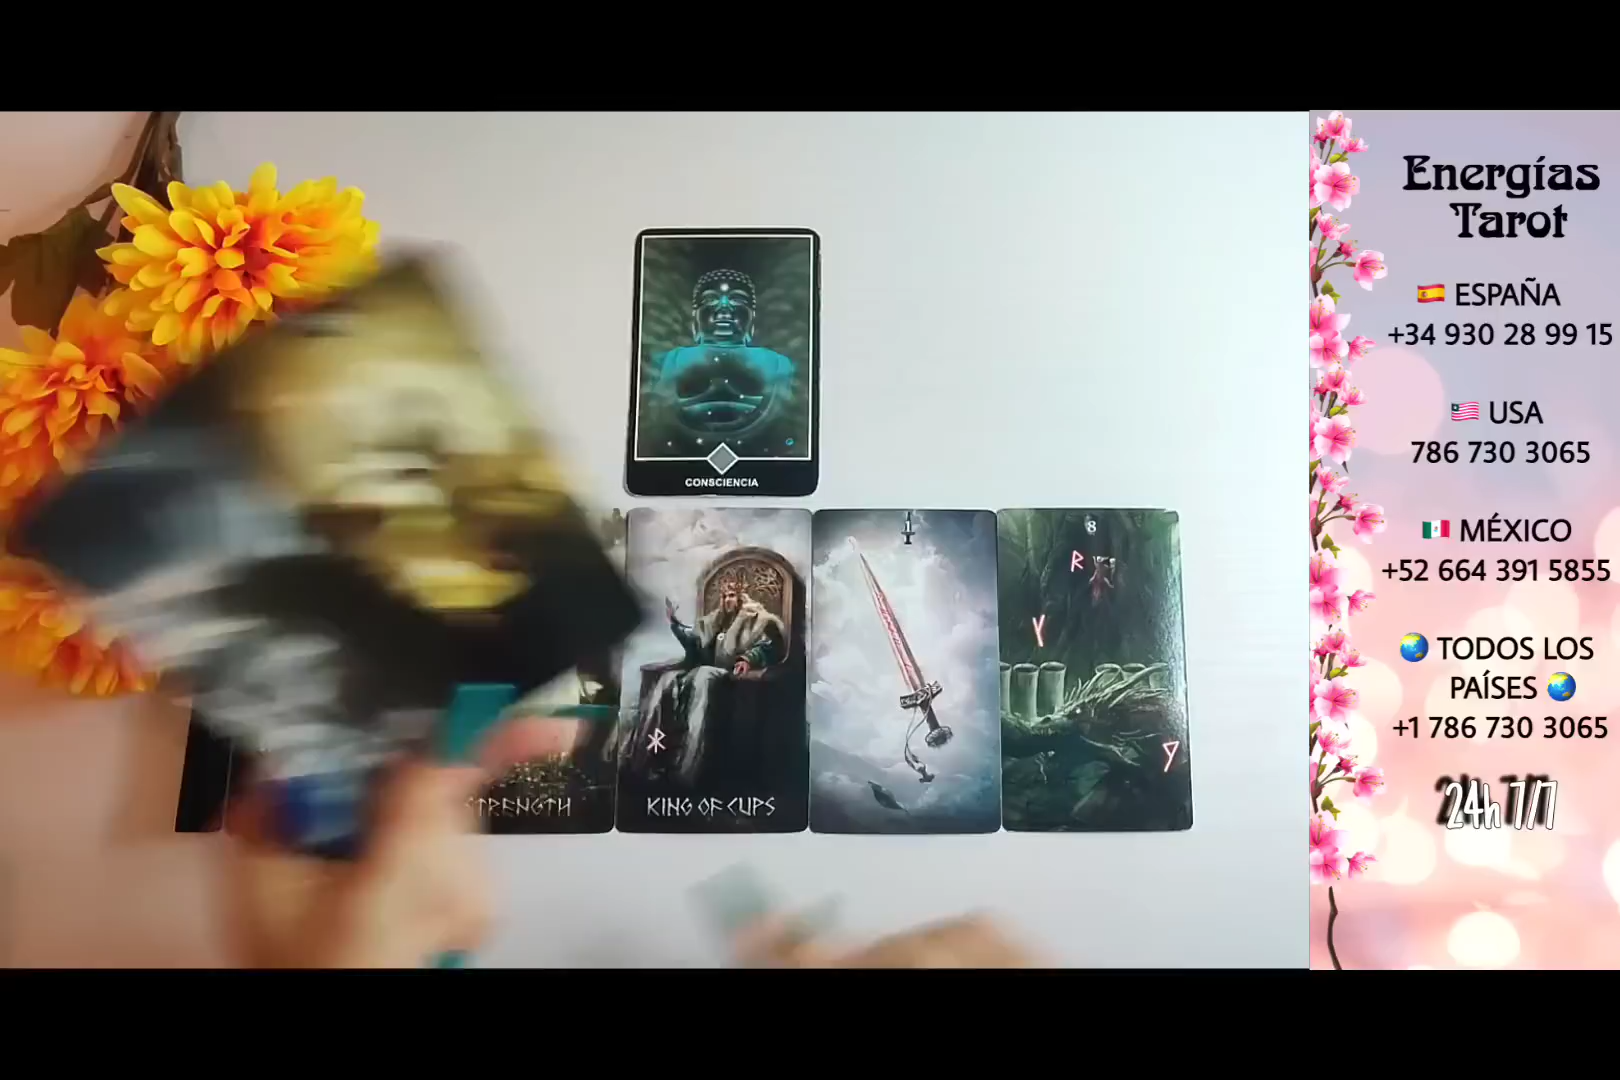 CONSCIENCIA
1
8
STRENGTH
KING OF CUPS
Energías
Tarot
ESPAÑA
+34 930 28 99 15
USA
786 730 3065
MÉXICO
+52 664 391 5855
TODOS LOS
PAÍSES
+1 786 730 3065
24h 7/7